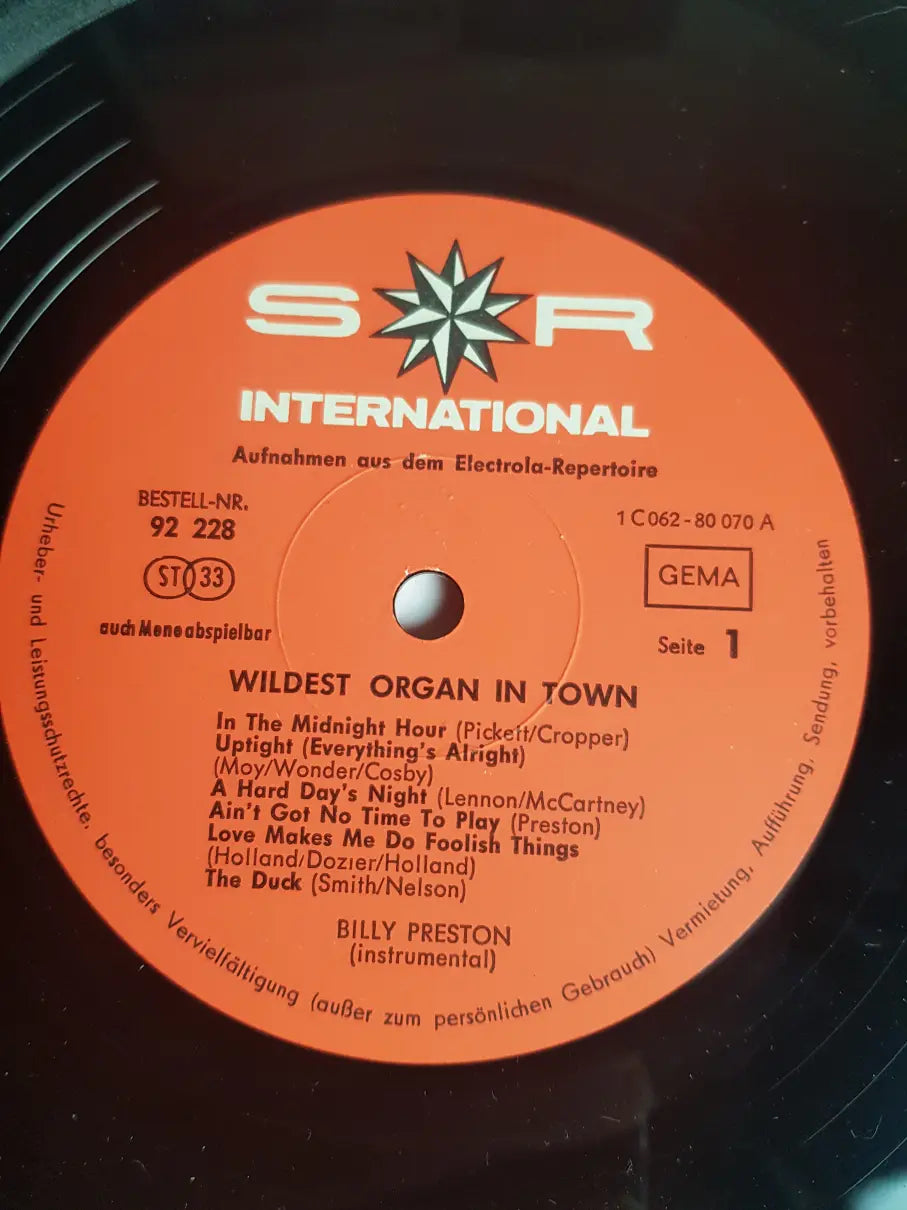 S R
INTERNATIONAL
Aufnahmen aus dem Electrola-Repertoire
BESTELL-NR.
92 228
ST 33
auch Mono abspielbar
1 C 062-80 070 A
GEMA
Seite 1
WILDEST ORGAN IN TOWN
In The Midnight Hour (Pickett/Cropper)
Uptight (Everything's Alright)
(Moy/Wonder/Cosby)
A Hard Day's Night (Lennon/McCartney)
Ain't Got No Time To Play (Preston)
Love Makes Me Do Foolish Things
(Holland/Dozier/Holland)
The Duck (Smith/Nelson)
BILLY PRESTON
(instrumental)
Urheber- und Leistungsschutzrechte, besonders Vervielfältigung (außer zum persönlichen Gebrauch) Vermietung, Aufführung, Sendung, vorbehalten